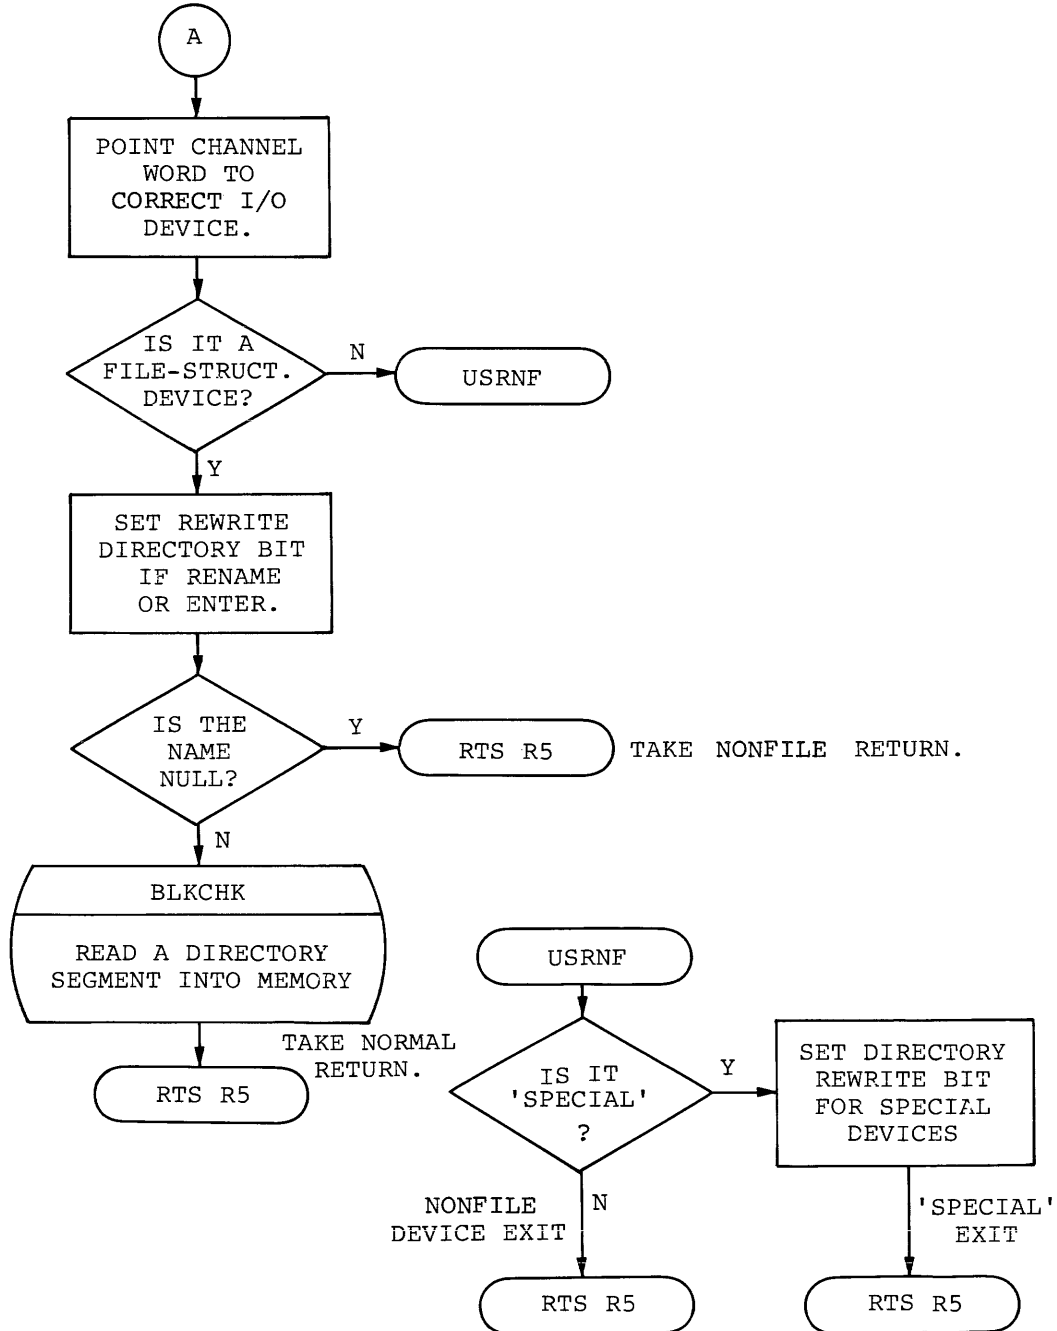 A
POINT CHANNEL
WORD TO
CORRECT I/O
DEVICE.
IS IT A
FILE-STRUCT.
DEVICE?
N
USRNF
Y
SET REWRITE
DIRECTORY BIT
IF RENAME
OR ENTER.
IS THE
NAME
NULL?
Y
RTS R5
TAKE NONFILE RETURN.
N
BLKCHK
READ A DIRECTORY
SEGMENT INTO MEMORY
TAKE NORMAL
RETURN.
RTS R5
USRNF
IS IT
'SPECIAL'
?
Y
SET DIRECTORY
REWRITE BIT
FOR SPECIAL
DEVICES
NONFILE
DEVICE EXIT
N
'SPECIAL'
EXIT
RTS R5
RTS R5